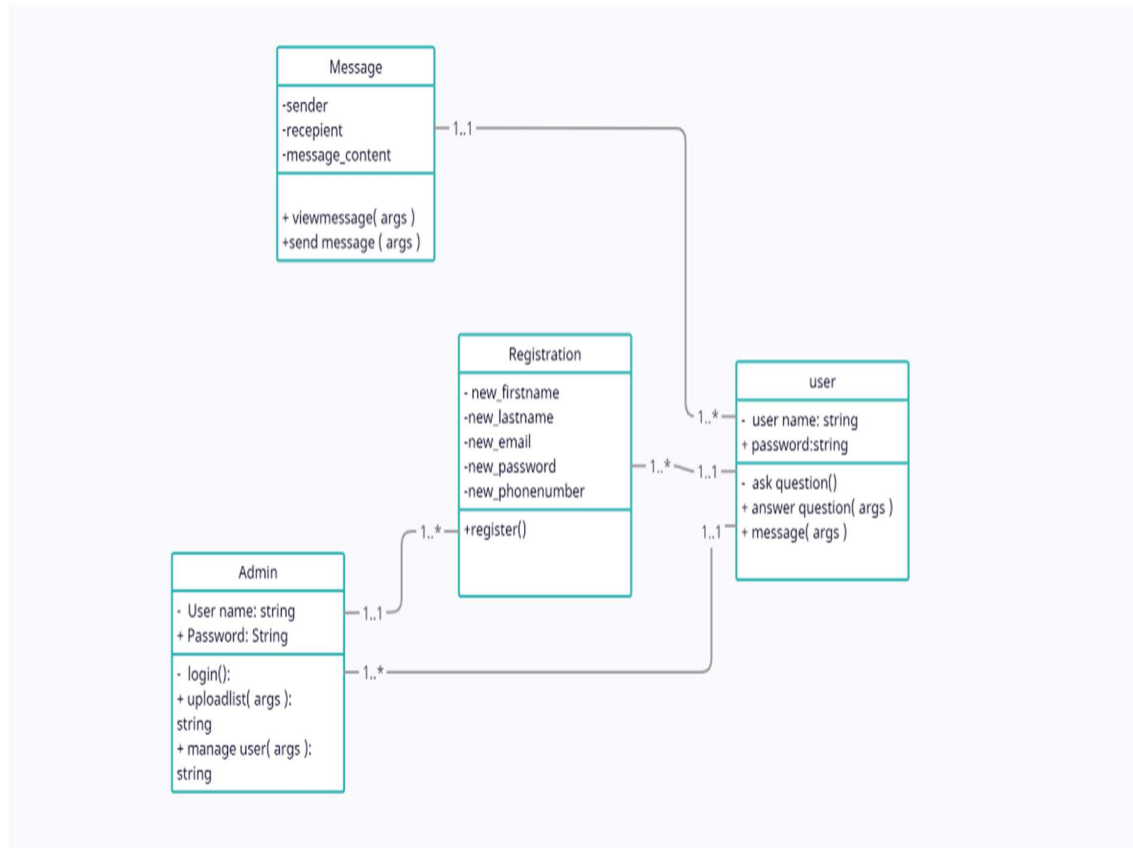 Message
-sender
-recepient
-message_content
+ viewmessage( args )
+send message ( args )
1..1
Registration
- new_firstname
-new_lastname
-new_email
-new_password
-new_phonenumber
+register()
user
- user name: string
+ password:string
- ask question()
+ answer question( args )
+ message( args )
1..*
1..*
1..1
1..1
1..*
Admin
- User name: string
+ Password: String
- login():
+ uploadlist( args ):
string
+ manage user( args ):
string
1..1
1..*